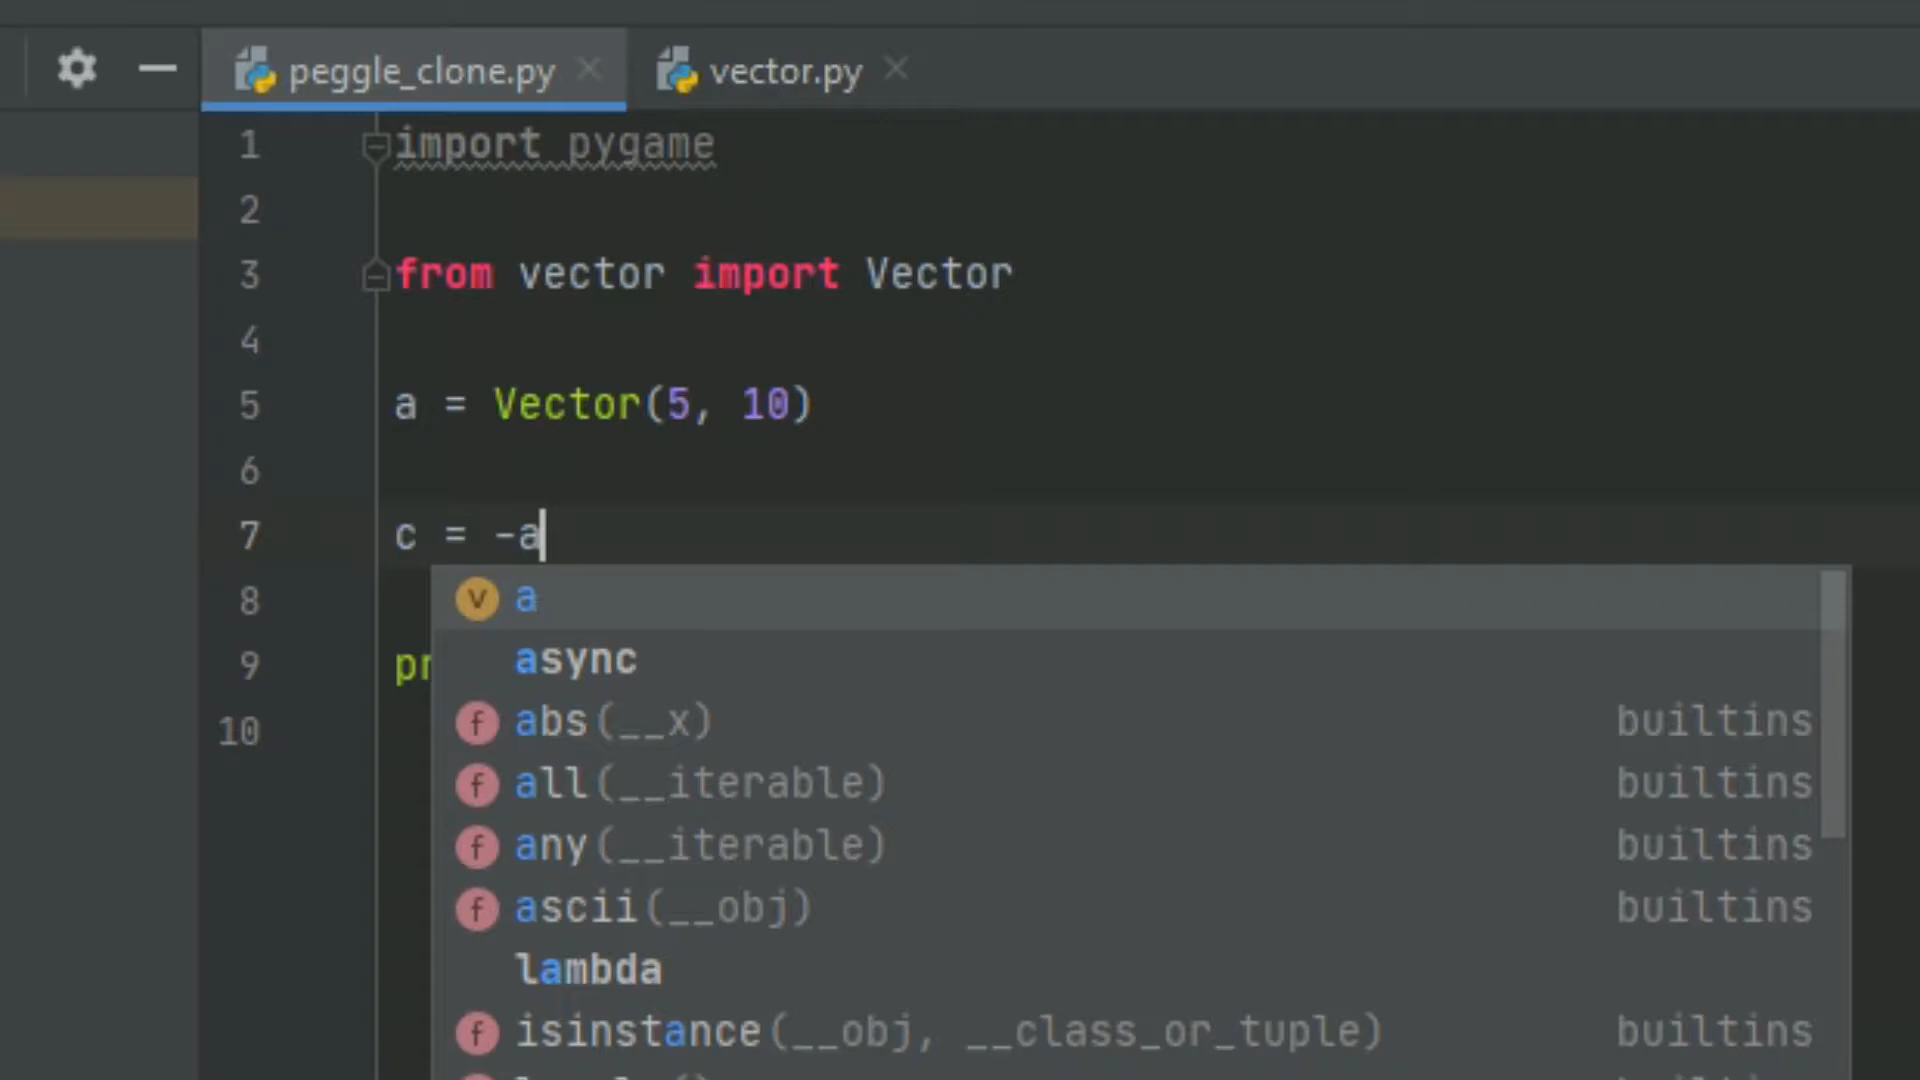 peggle_clone.py
vector.py
1 import pygame
2
3 from vector import Vector
4
5 a = Vector(5, 10)
6
7 c = -a
a
8
async
9 pr
abs(__x) builtins
10
all(__iterable) builtins
any(__iterable) builtins
ascii(__obj) builtins
lambda
isinstance(__obj, __class_or_tuple) builtins